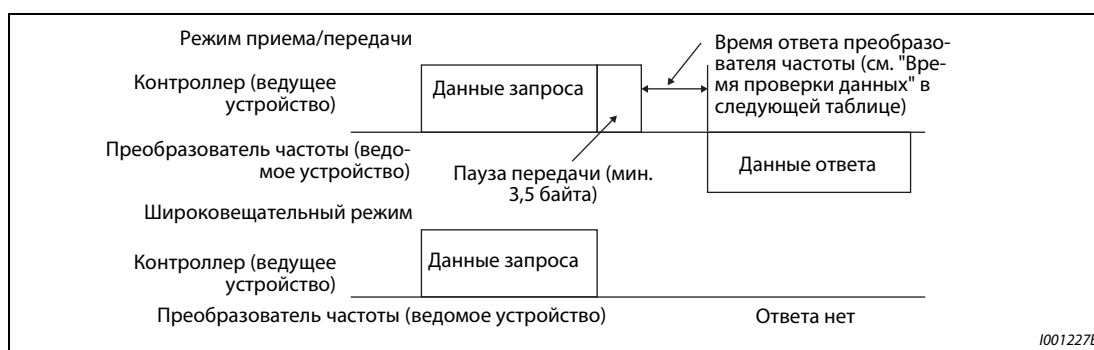 Режим приема/передачи
Контроллер (ведущее
устройство)
Данные запроса
Время ответа преобразо-
вателя частоты (см. "Вре-
мя проверки данных" в
следующей таблице)
Преобразователь частоты (ведо-
мое устройство)
Пауза передачи (мин.
3,5 байта)
Данные ответа
Широковещательный режим
Контроллер (ведущее
устройство)
Данные запроса
Преобразователь частоты (ведомое устройство)
Ответа нет
I001227E